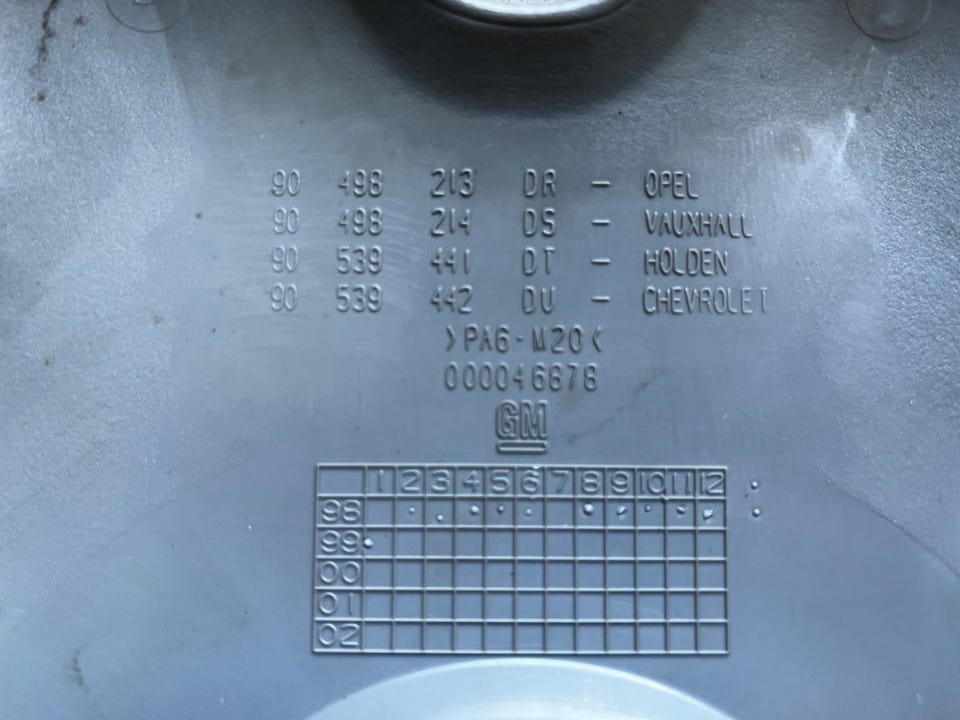 90 498 213 DR - OPEL
90 498 214 DS - VAUXHALL
90 539 441 DT - HOLDEN
90 539 442 DU - CHEVROLET
>PA6-M20<
000046878
GM
1 2 3 4 5 6 7 8 9 10 11 12
98
99
00
01
02